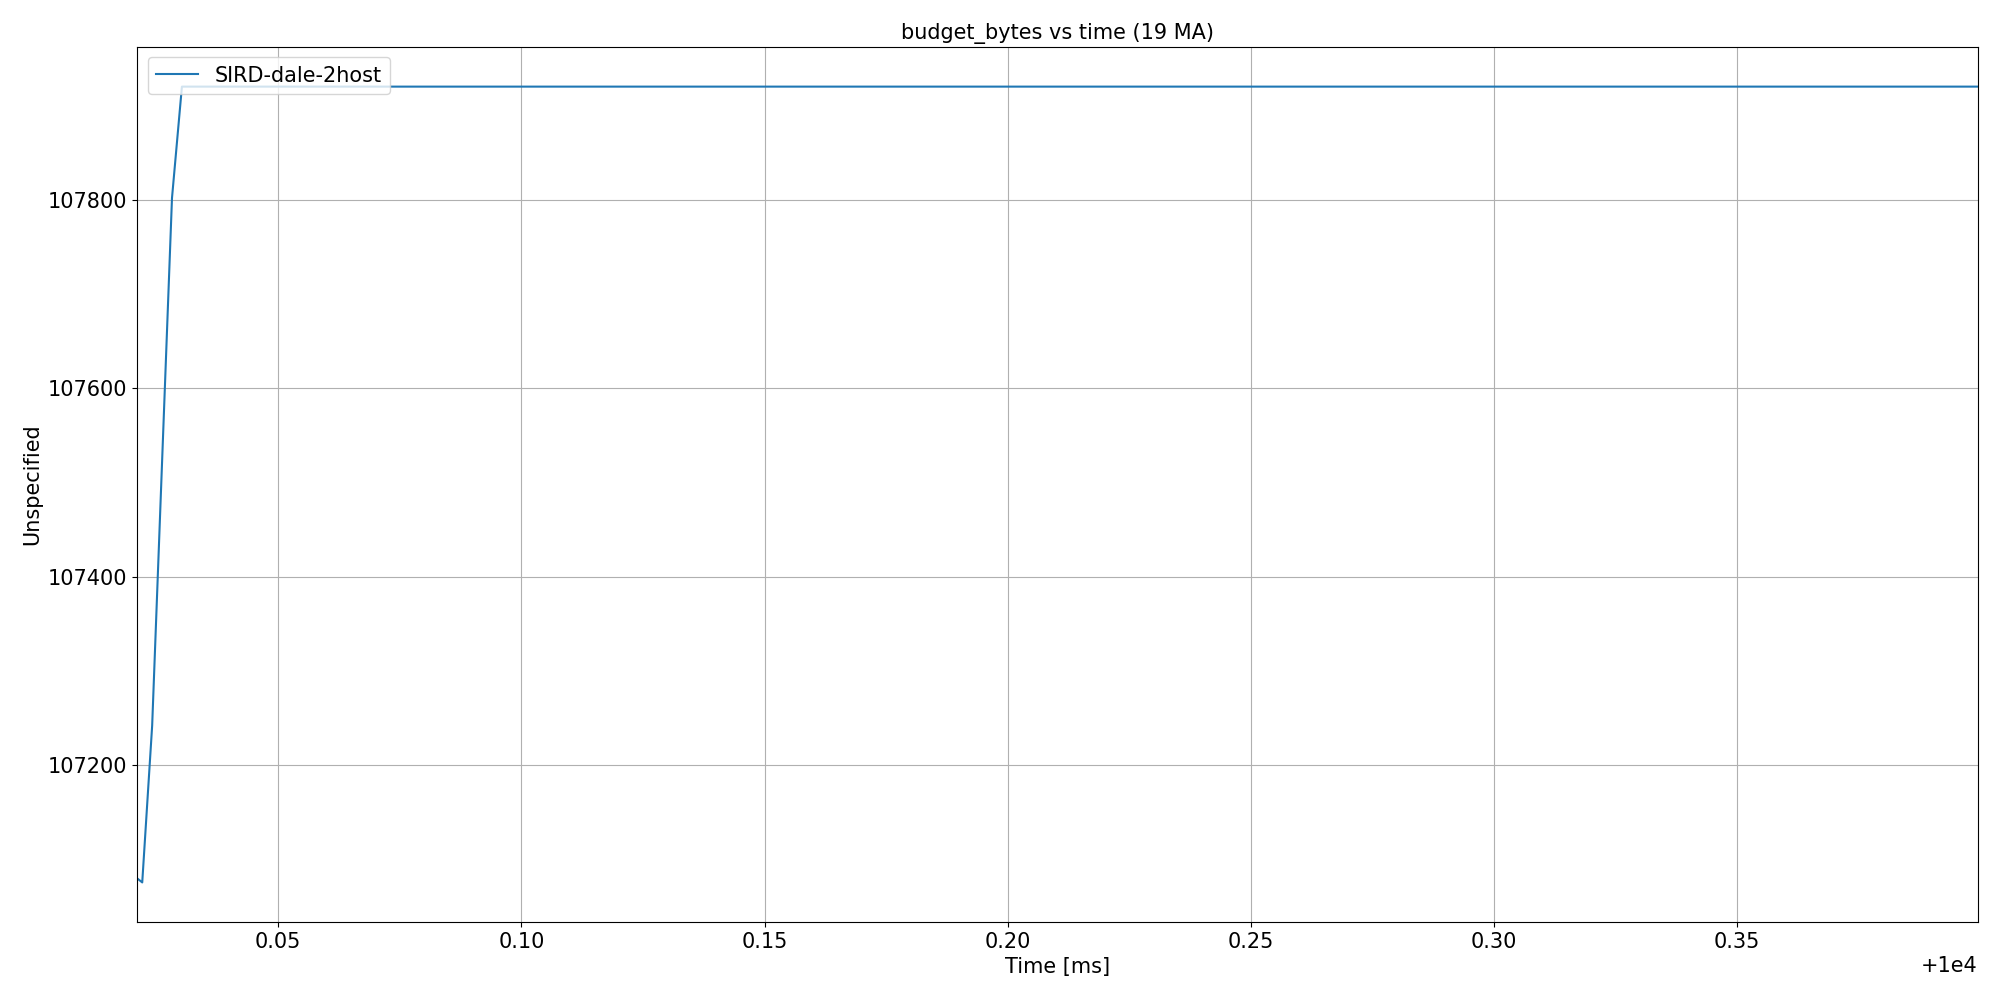 budget_bytes vs time (19 MA)
SIRD-dale-2host
107800
107600
107400
107200
Unspecified
0.05 0.10 0.15 0.20 0.25 0.30 0.35
Time [ms]
+1e4